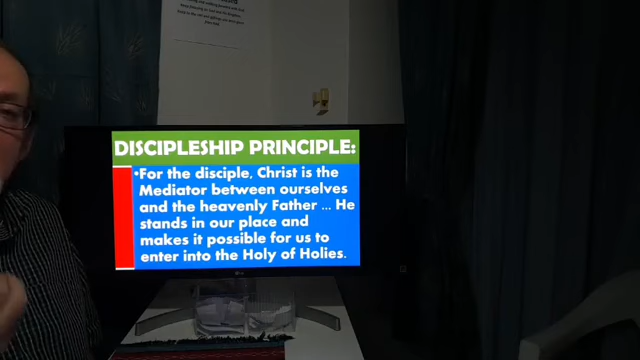 DISCIPLESHIP PRINCIPLE:
•For the disciple, Christ is the
Mediator between ourselves
and the heavenly Father ... He
stands in our place and
makes it possible for us to
enter into the Holy of Holies.
LG